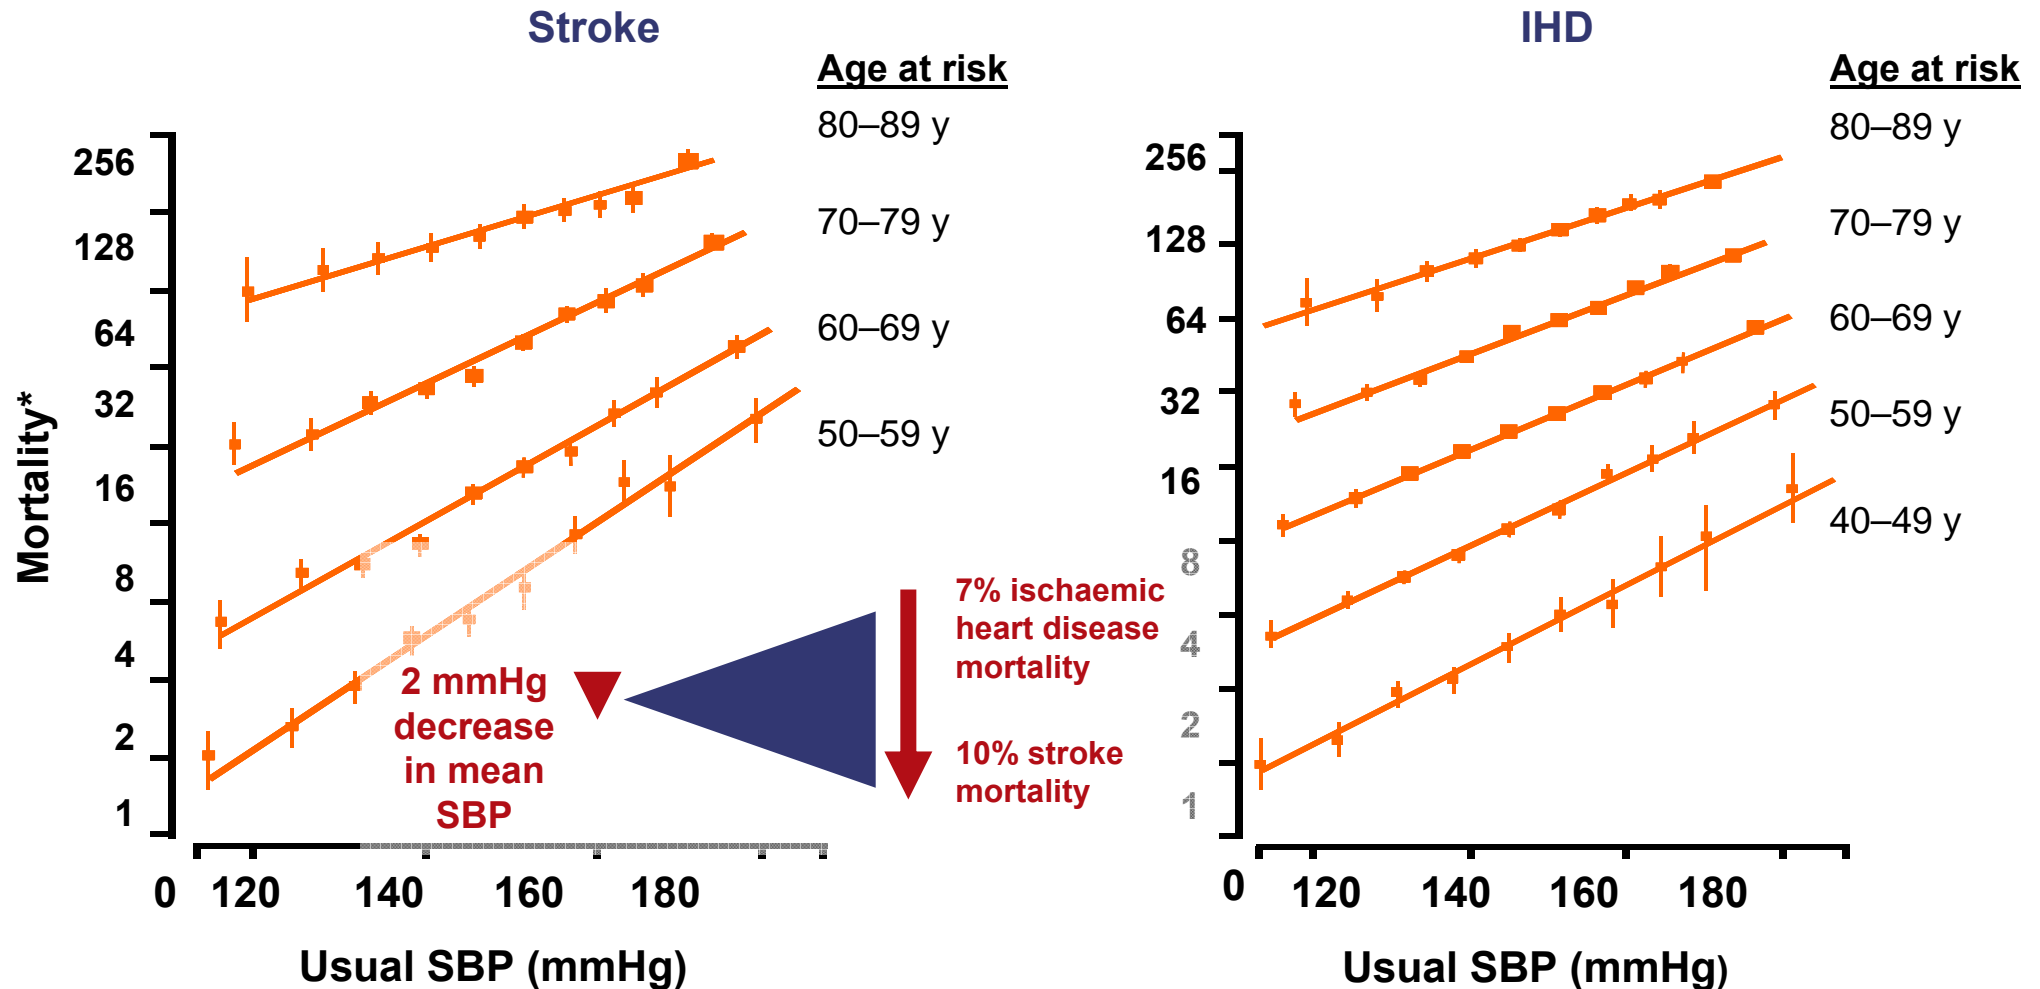 Stroke
Age at risk
80–89 y
70–79 y
60–69 y
50–59 y
Mortality*
256
128
64
32
16
8
4
2
1
0 120 140 160 180
Usual SBP (mmHg)
2 mmHg
decrease
in mean
SBP
7% ischaemic
heart disease
mortality
10% stroke
mortality
IHD
Age at risk
80–89 y
70–79 y
60–69 y
50–59 y
40–49 y
256
128
64
32
16
8
4
2
1
0 120 140 160 180
Usual SBP (mmHg)